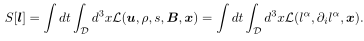 $$S[\boldsymbol{l}] = \int dt \int_{\mathcal{D}} d^3x \mathcal{L}(\boldsymbol{u}, \rho, s, \boldsymbol{B}, \boldsymbol{x}) = \int dt \int_{\mathcal{D}} d^3x \mathcal{L}(l^\alpha, \partial_i l^\alpha, \boldsymbol{x}).$$